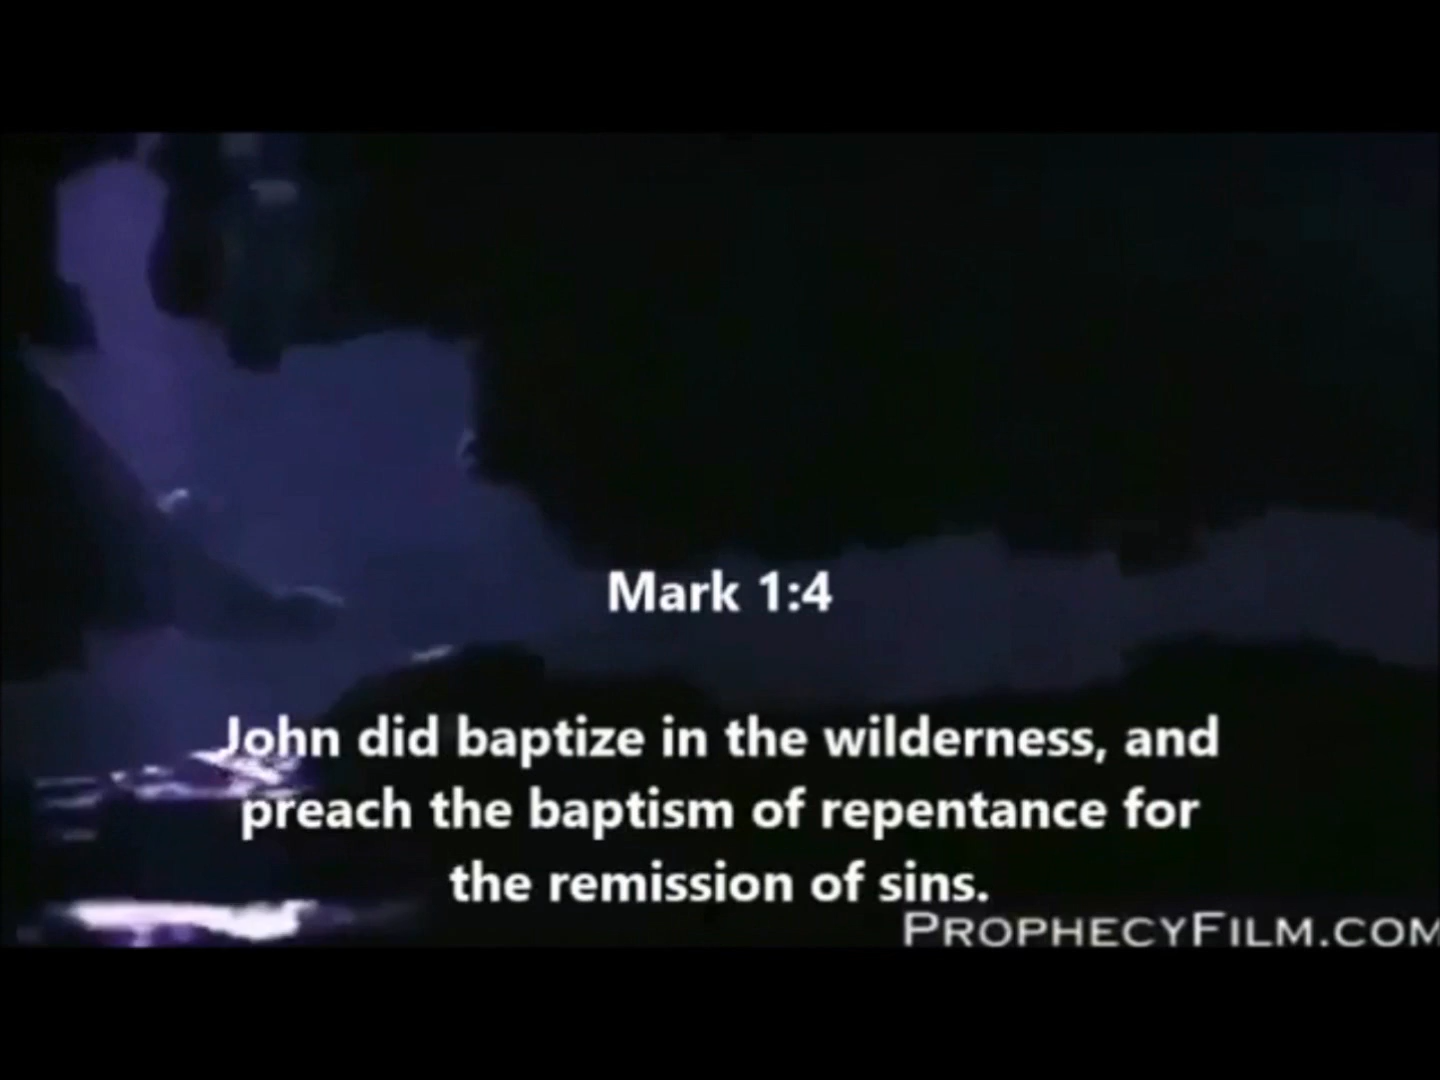 Mark 1:4
John did baptize in the wilderness, and
preach the baptism of repentance for
the remission of sins.
PROPHECYFILM.COM